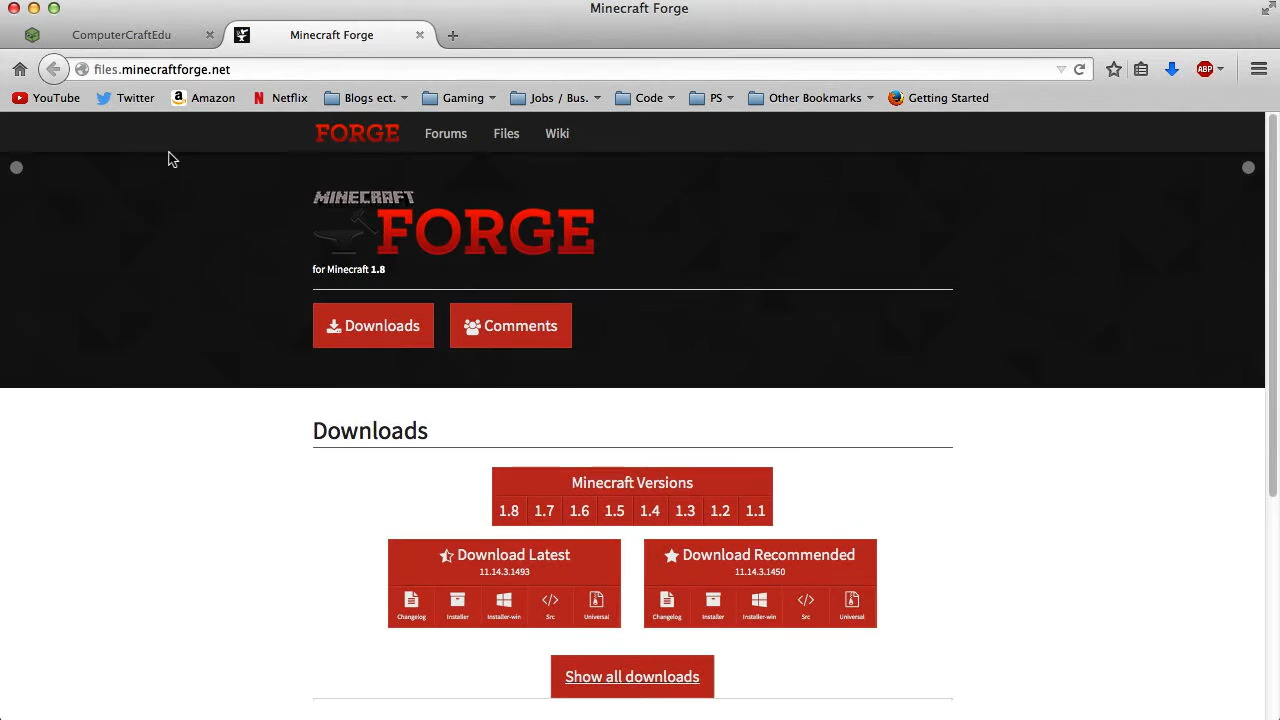 Minecraft Forge
ComputerCraftEdu
Minecraft Forge
files.minecraftforge.net
ABP
YouTube Twitter Amazon Netflix Blogs ect. Gaming Jobs / Bus. Code PS Other Bookmarks Getting Started
FORGE Forums Files Wiki
MINECRAFT
FORGE
for Minecraft 1.8
Downloads Comments
Downloads
Minecraft Versions
1.8 1.7 1.6 1.5 1.4 1.3 1.2 1.1
Download Latest
11.14.3.1493
Changelog Installer Installer-win Src Universal
Download Recommended
11.14.3.1450
Changelog Installer Installer-win Src Universal
Show all downloads